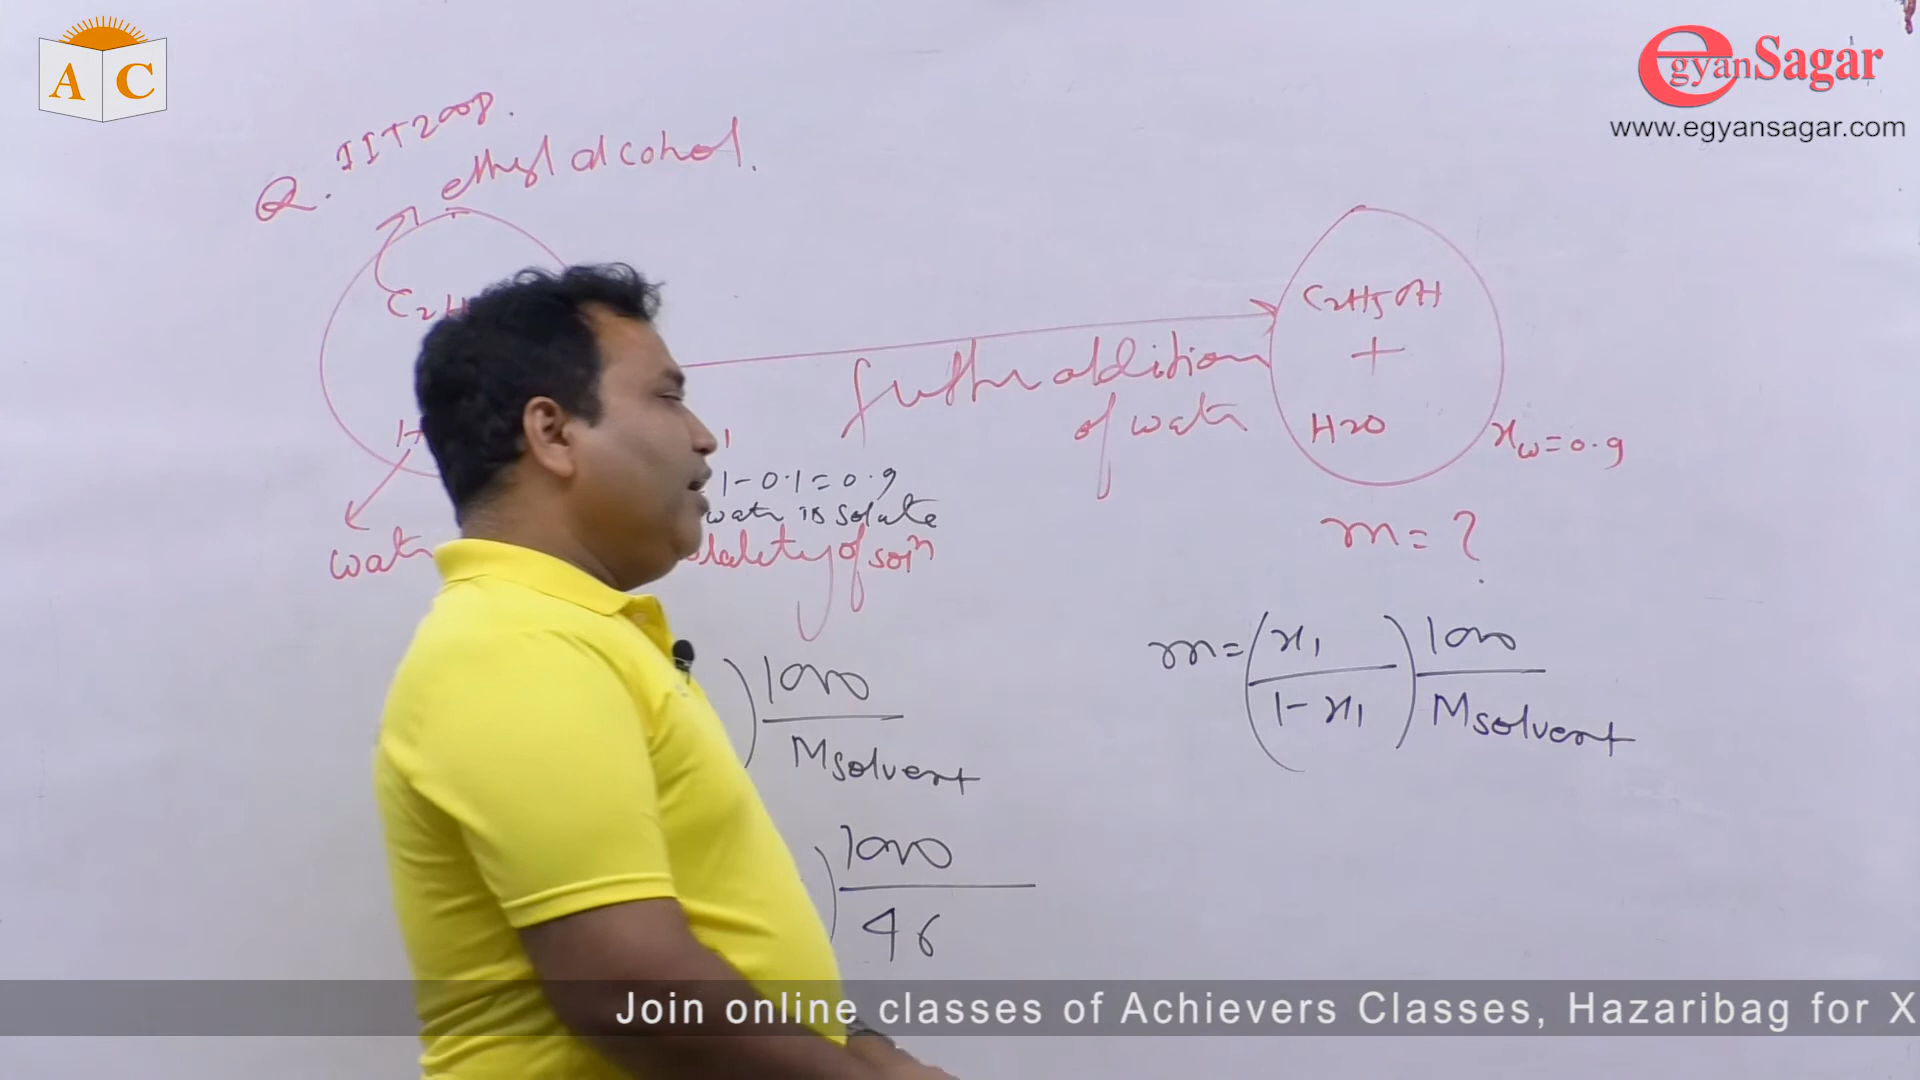 A C
egyanSagar
www.egyansagar.com
Q. IIT 2008.
ethyl alcohol.
C2H
C2H5OH
+
H2O
further addition
of water
xw=0.9
1-0.1=0.9
water is solute
water
of soln
m=?
1000
Msolvent
m=(x1/1-x1) 1000/Msolvent
1000
46
Join online classes of Achievers Classes, Hazaribag for X